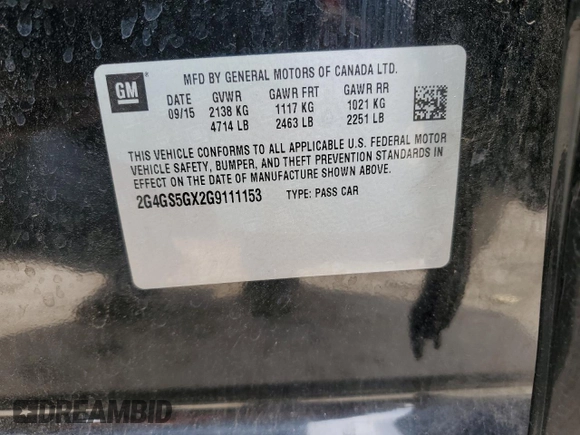 GM
MFD BY GENERAL MOTORS OF CANADA LTD.
DATE GVWR GAWR FRT GAWR RR
09/15 2138 KG 1117 KG 1021 KG
4714 LB 2463 LB 2251 LB
THIS VEHICLE CONFORMS TO ALL APPLICABLE U.S. FEDERAL MOTOR
VEHICLE SAFETY, BUMPER, AND THEFT PREVENTION STANDARDS IN
EFFECT ON THE DATE OF MANUFACTURE SHOWN ABOVE.
2G4GS5GX2G9111153 TYPE: PASS CAR
DREAMBID